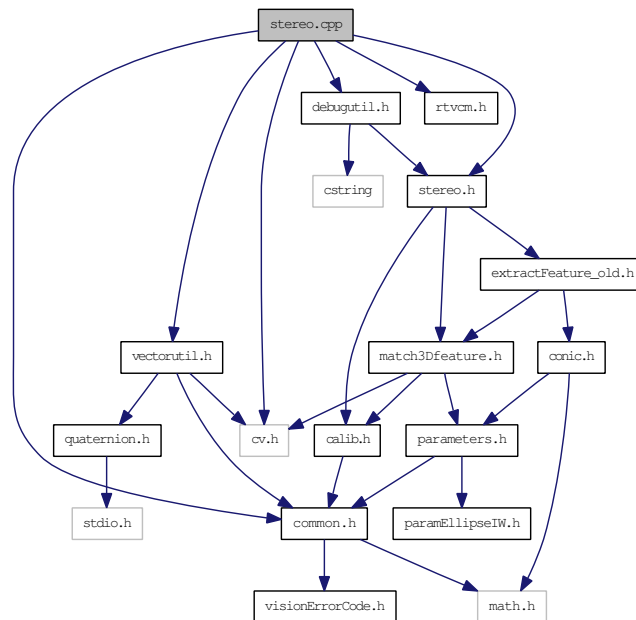 stereo.cpp
debugutil.h
rtvcm.h
cstring
stereo.h
extractFeature_old.h
vectorutil.h
match3Dfeature.h
conic.h
quaternion.h
cv.h
calib.h
parameters.h
stdio.h
common.h
paramEllipseIW.h
visionErrorCode.h
math.h